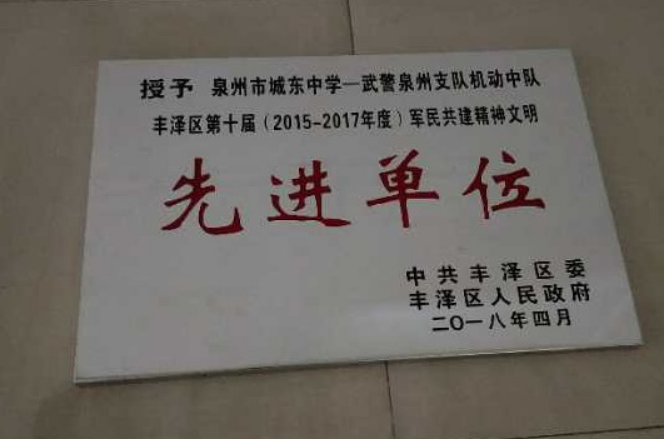 授予 泉州市城东中学—武警泉州支队机动中队
丰泽区第十届（2015-2017年度）军民共建精神文明
先进单位
中共丰泽区委
丰泽区人民政府
二〇一八年四月